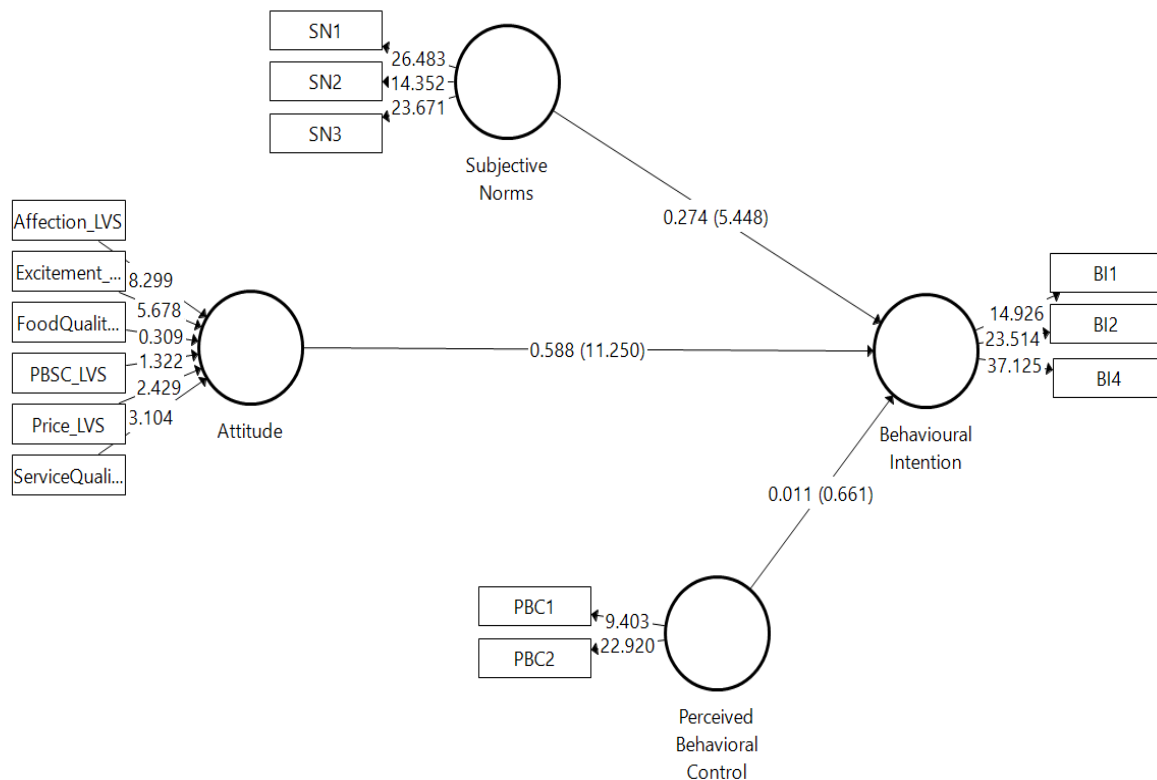 SN1
26.483
SN2
14.352
SN3
23.671
Subjective
Norms
0.274 (5.448)
Affection_LVS
8.299
Excitement_...
5.678
FoodQualit...
0.309
PBSC_LVS
1.322
Price_LVS
2.429
ServiceQuali...
3.104
Attitude
0.588 (11.250)
BI1
14.926
BI2
23.514
BI4
37.125
Behavioural
Intention
0.011 (0.661)
PBC1
9.403
PBC2
22.920
Perceived
Behavioral
Control